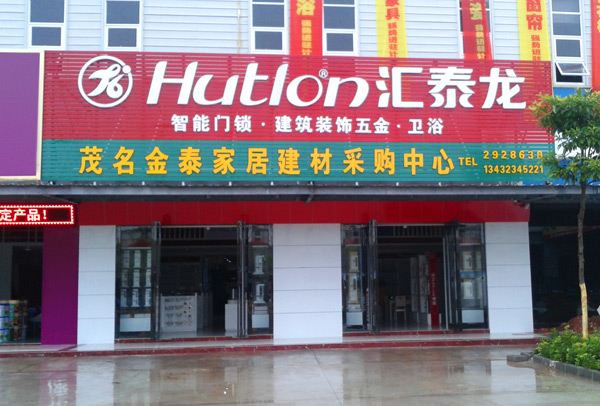 Hutlon® 汇泰龙
智能门锁·建筑装饰五金·卫浴
茂名金泰家居建材采购中心 TEL 2928638
13432345221
定产品!